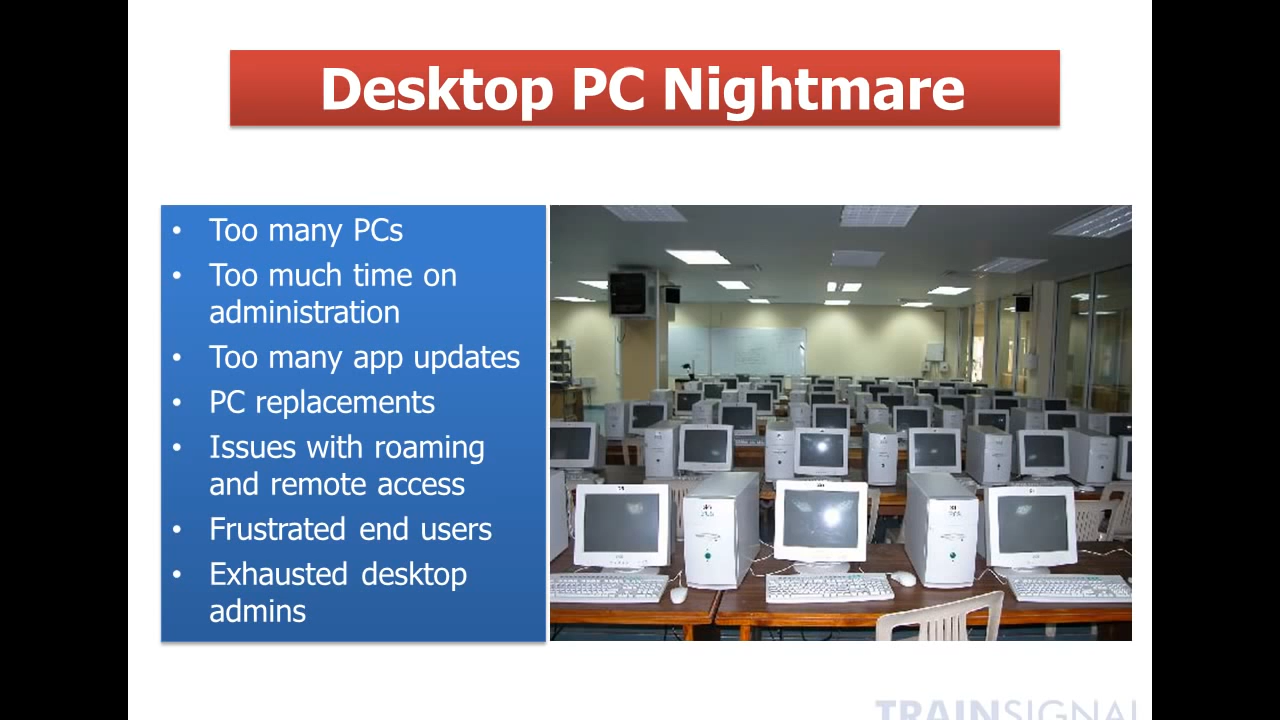 Desktop PC Nightmare
• Too many PCs
• Too much time on
administration
• Too many app updates
• PC replacements
• Issues with roaming
and remote access
• Frustrated end users
• Exhausted desktop
admins
TRAINSIGNAL